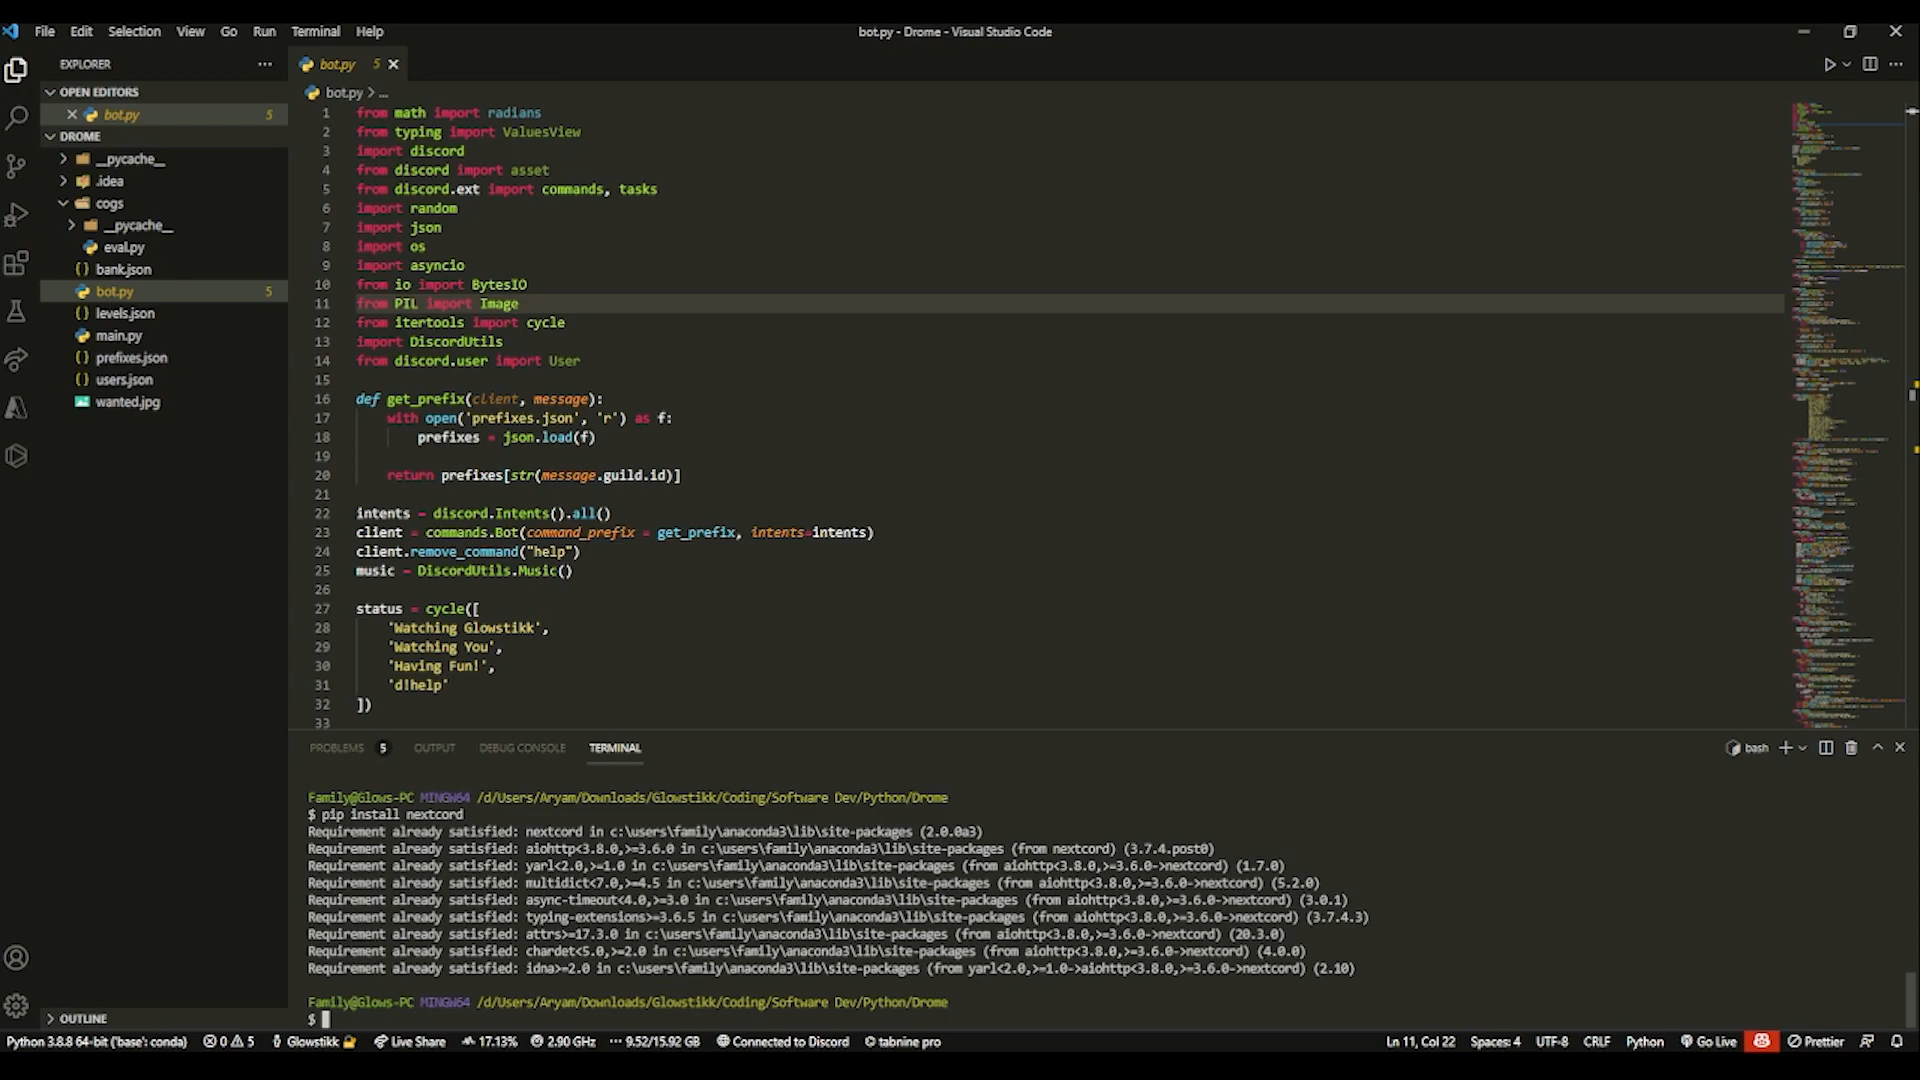 File Edit Selection View Go Run Terminal Help
bot.py - Drome - Visual Studio Code
EXPLORER
OPEN EDITORS
bot.py 5
DROME
__pycache__
.idea
cogs
__pycache__
eval.py
bank.json
bot.py 5
levels.json
main.py
prefixes.json
users.json
wanted.jpg
OUTLINE
bot.py 5
bot.py > ...
1 from math import radians
2 from typing import ValuesView
3 import discord
4 from discord import asset
5 from discord.ext import commands, tasks
6 import random
7 import json
8 import os
9 import asyncio
10 from io import BytesIO
11 from PIL import Image
12 from itertools import cycle
13 import DiscordUtils
14 from discord.user import User
15
16 def get_prefix(client, message):
17 with open('prefixes.json', 'r') as f:
18 prefixes = json.load(f)
19
20 return prefixes[str(message.guild.id)]
21
22 intents = discord.Intents().all()
23 client = commands.Bot(command_prefix = get_prefix, intents=intents)
24 client.remove_command("help")
25 music = DiscordUtils.Music()
26
27 status = cycle([
28 'Watching Glowstikk',
29 'Watching You',
30 'Having Fun!',
31 'd!help'
32 ])
33
PROBLEMS 5 OUTPUT DEBUG CONSOLE TERMINAL
bash
Family@Glows-PC MINGW64 /d/Users/Aryam/Downloads/Glowstikk/Coding/Software Dev/Python/Drome
$ pip install nextcord
Requirement already satisfied: nextcord in c:\users\family\anaconda3\lib\site-packages (2.0.0a3)
Requirement already satisfied: aiohttp<3.8.0,>=3.6.0 in c:\users\family\anaconda3\lib\site-packages (from nextcord) (3.7.4.post0)
Requirement already satisfied: yarl<2.0,>=1.0 in c:\users\family\anaconda3\lib\site-packages (from aiohttp<3.8.0,>=3.6.0->nextcord) (1.7.0)
Requirement already satisfied: multidict<7.0,>=4.5 in c:\users\family\anaconda3\lib\site-packages (from aiohttp<3.8.0,>=3.6.0->nextcord) (5.2.0)
Requirement already satisfied: async-timeout<4.0,>=3.0 in c:\users\family\anaconda3\lib\site-packages (from aiohttp<3.8.0,>=3.6.0->nextcord) (3.0.1)
Requirement already satisfied: typing-extensions>=3.6.5 in c:\users\family\anaconda3\lib\site-packages (from aiohttp<3.8.0,>=3.6.0->nextcord) (3.7.4.3)
Requirement already satisfied: attrs>=17.3.0 in c:\users\family\anaconda3\lib\site-packages (from aiohttp<3.8.0,>=3.6.0->nextcord) (20.3.0)
Requirement already satisfied: chardet<5.0,>=2.0 in c:\users\family\anaconda3\lib\site-packages (from aiohttp<3.8.0,>=3.6.0->nextcord) (4.0.0)
Requirement already satisfied: idna>=2.0 in c:\users\family\anaconda3\lib\site-packages (from yarl<2.0,>=1.0->aiohttp<3.8.0,>=3.6.0->nextcord) (2.10)
Family@Glows-PC MINGW64 /d/Users/Aryam/Downloads/Glowstikk/Coding/Software Dev/Python/Drome
$
Python 3.8.8 64-bit ('base': conda) 0 5 Glowstikk Live Share 17.13% 2.90 GHz 9.52/15.92 GB Connected to Discord tabnine pro Ln 11, Col 22 Spaces: 4 UTF-8 CRLF Python Go Live Prettier